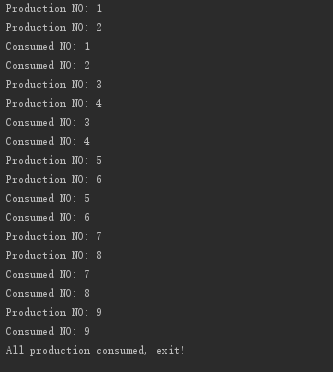 Production NO: 1
Production NO: 2
Consumed NO: 1
Consumed NO: 2
Production NO: 3
Production NO: 4
Consumed NO: 3
Consumed NO: 4
Production NO: 5
Production NO: 6
Consumed NO: 5
Consumed NO: 6
Production NO: 7
Production NO: 8
Consumed NO: 7
Consumed NO: 8
Production NO: 9
Consumed NO: 9
All production consumed, exit!